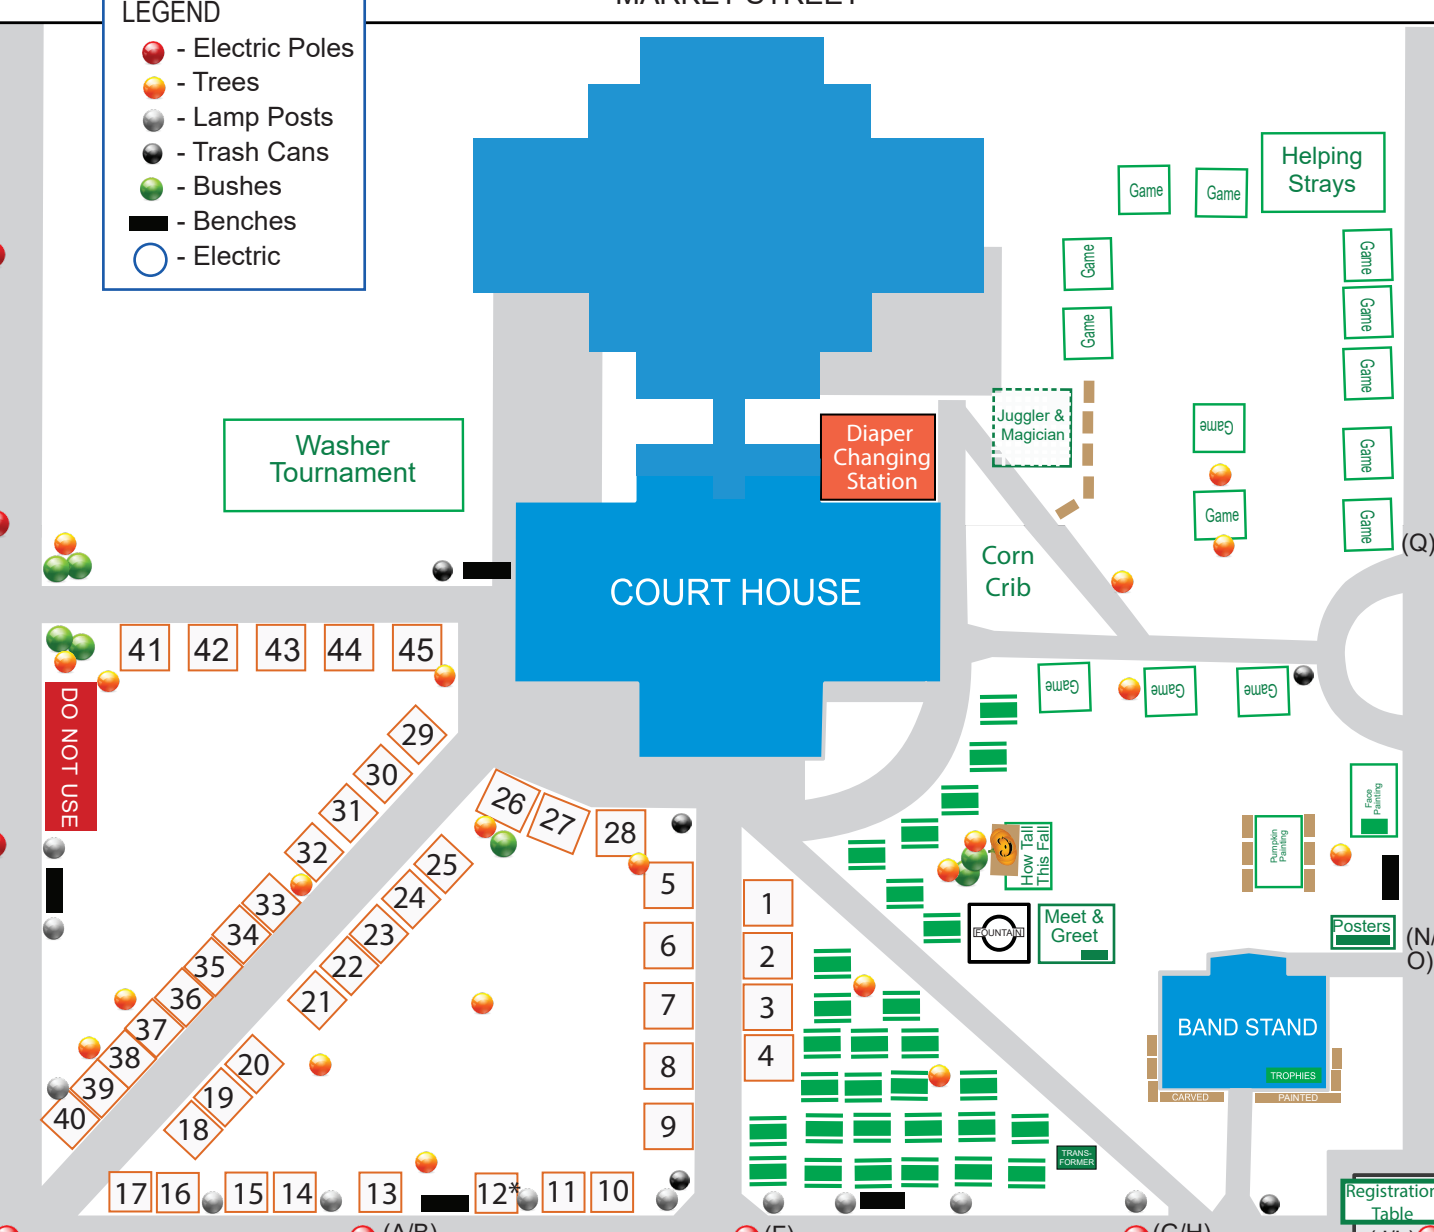 MARKET STREET
LEGEND
- Electric Poles
- Trees
- Lamp Posts
- Trash Cans
- Bushes
- Benches
- Electric
Helping
Strays
Game
Game
Game
Game
Game
Game
Game
Game
Game
Game
Game
Juggler &
Magician
Washer
Tournament
Diaper
Changing
Station
(Q)
Corn
Crib
COURT HOUSE
41
42
43
44
45
DO NOT USE
Game
Game
Game
29
30
31
32
33
34
35
36
37
38
39
40
26
27
28
25
24
23
22
21
20
19
18
5
6
7
8
9
1
2
3
4
Face
Painting
Pumpkin
Painting
How Tall
This Fall
FOUNTAIN
Meet &
Greet
Posters
(N/
O)
BAND STAND
TROPHIES
CARVED
PAINTED
TRANS-
FORMER
17
16
15
14
13
12*
11
10
Registration
Table
(A/B)
(F)
(G/H)